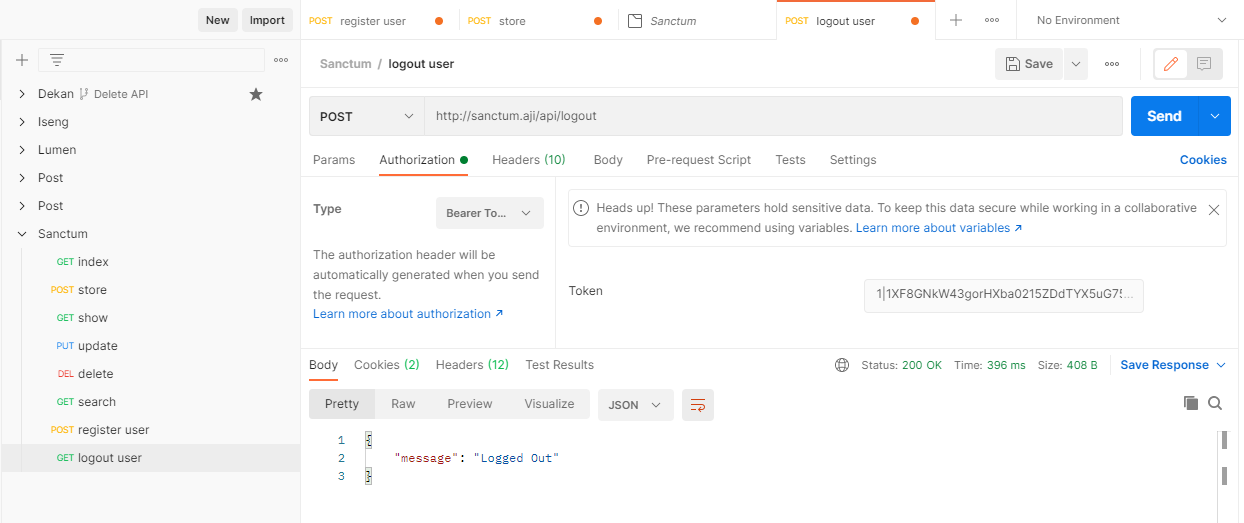 New Import
POST register user
POST store
Sanctum
POST logout user
No Environment
Dekan Delete API
Iseng
Lumen
Post
Post
Sanctum
GET index
POST store
GET show
PUT update
DEL delete
GET search
POST register user
GET logout user
Sanctum / logout user
Save
POST http://sanctum.aji/api/logout
Send
Params Authorization Headers (10) Body Pre-request Script Tests Settings Cookies
Type Bearer To...
The authorization header will be
automatically generated when you send
the request.
Learn more about authorization ↗
Heads up! These parameters hold sensitive data. To keep this data secure while working in a collaborative
environment, we recommend using variables. Learn more about variables ↗
Token 1|1XF8GNkW43gorHXba0215ZDdTYX5uG75...
Body Cookies (2) Headers (12) Test Results
Status: 200 OK Time: 396 ms Size: 408 B Save Response
Pretty Raw Preview Visualize JSON
1 {
2 "message": "Logged Out"
3 }